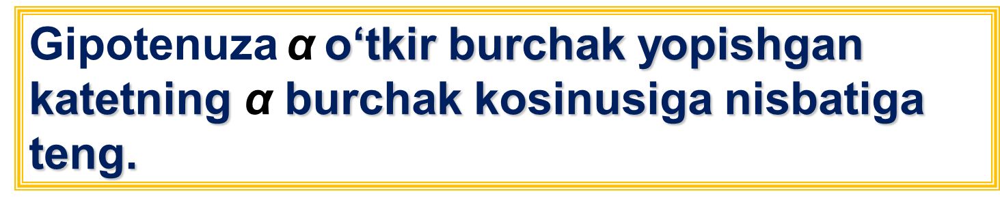 Gipotenuza α o‘tkir burchak yopishgan
katetning α burchak kosinusiga nisbatiga
teng.